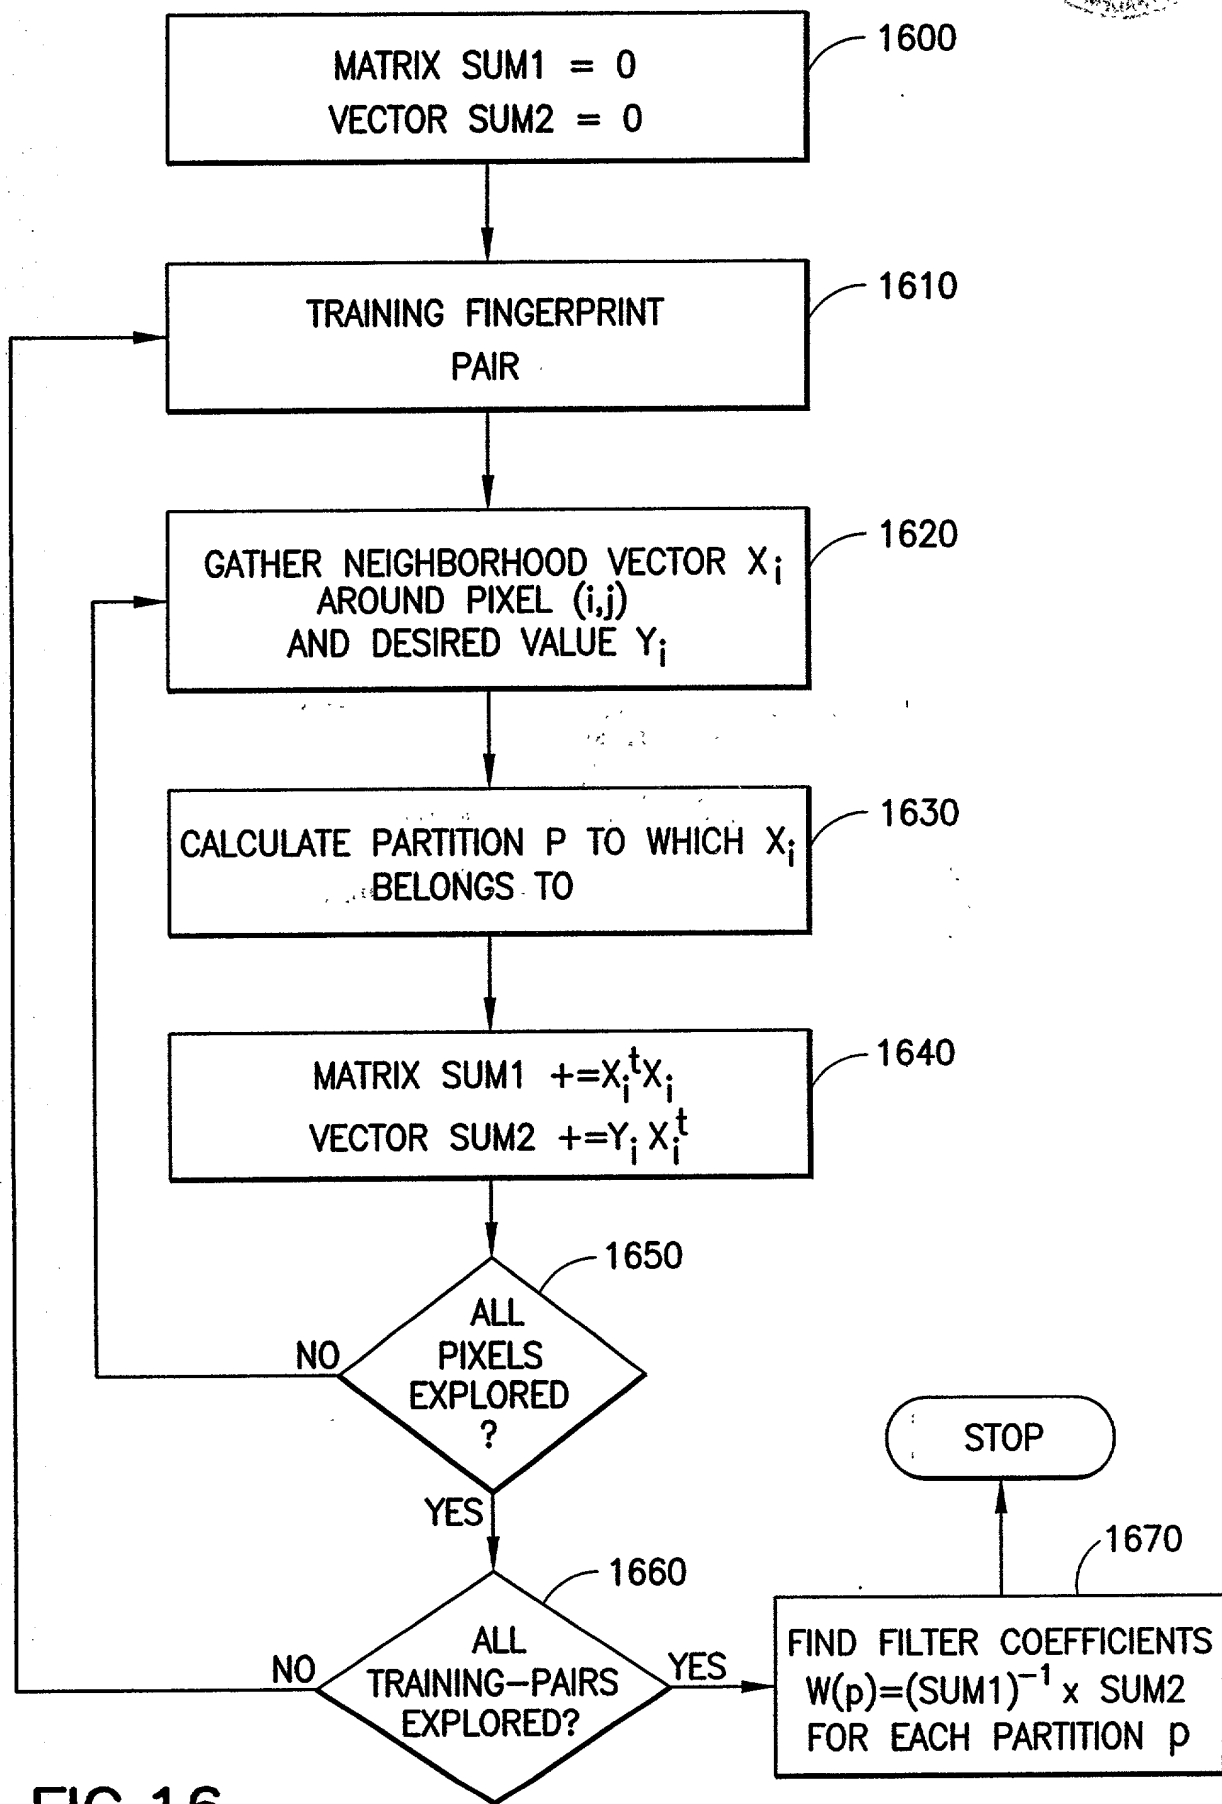 1600
MATRIX SUM1 = 0
VECTOR SUM2 = 0
1610
TRAINING FINGERPRINT
PAIR
1620
GATHER NEIGHBORHOOD VECTOR Xi
AROUND PIXEL (i,j)
AND DESIRED VALUE Yi
1630
CALCULATE PARTITION P TO WHICH Xi
BELONGS TO
1640
MATRIX SUM1 +=Xi^t Xi
VECTOR SUM2 +=Yi Xi^t
1650
ALL
PIXELS
EXPLORED
?
NO
YES
1660
ALL
TRAINING-PAIRS
EXPLORED?
NO
YES
STOP
1670
FIND FILTER COEFFICIENTS
W(p)=(SUM1)^-1 x SUM2
FOR EACH PARTITION p
FIG.16